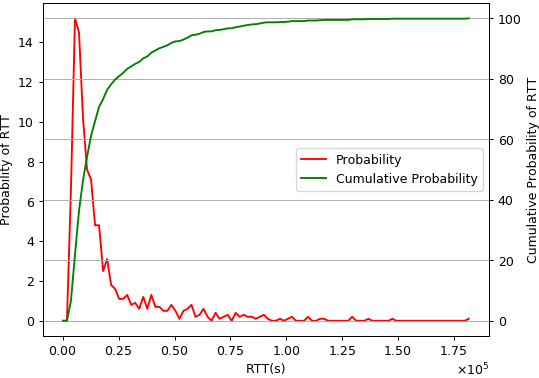 Probability of RTT
14
12
10
8
6
4
2
0
100
80
60
40
20
0
Cumulative Probability of RTT
Probability
Cumulative Probability
0.00 0.25 0.50 0.75 1.00 1.25 1.50 1.75
RTT(s)
×10⁵